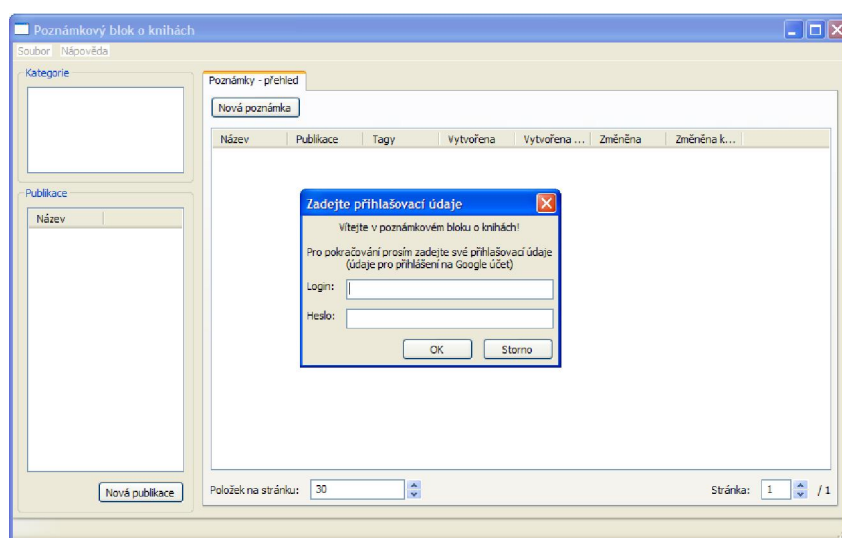 Poznámkový blok o knihách
Soubor Nápověda
Kategorie
Publikace
Název
Nová publikace
Poznámky - přehled
Nová poznámka
Název Publikace Tagy Vytvořena Vytvořena ... Změněna Změněna k...
Zadejte přihlašovací údaje
Vítejte v poznámkovém bloku o knihách!
Pro pokračování prosím zadejte své přihlašovací údaje
(údaje pro přihlášení na Google účet)
Login:
Heslo:
OK Storno
Položek na stránku: 30 Stránka: 1 / 1